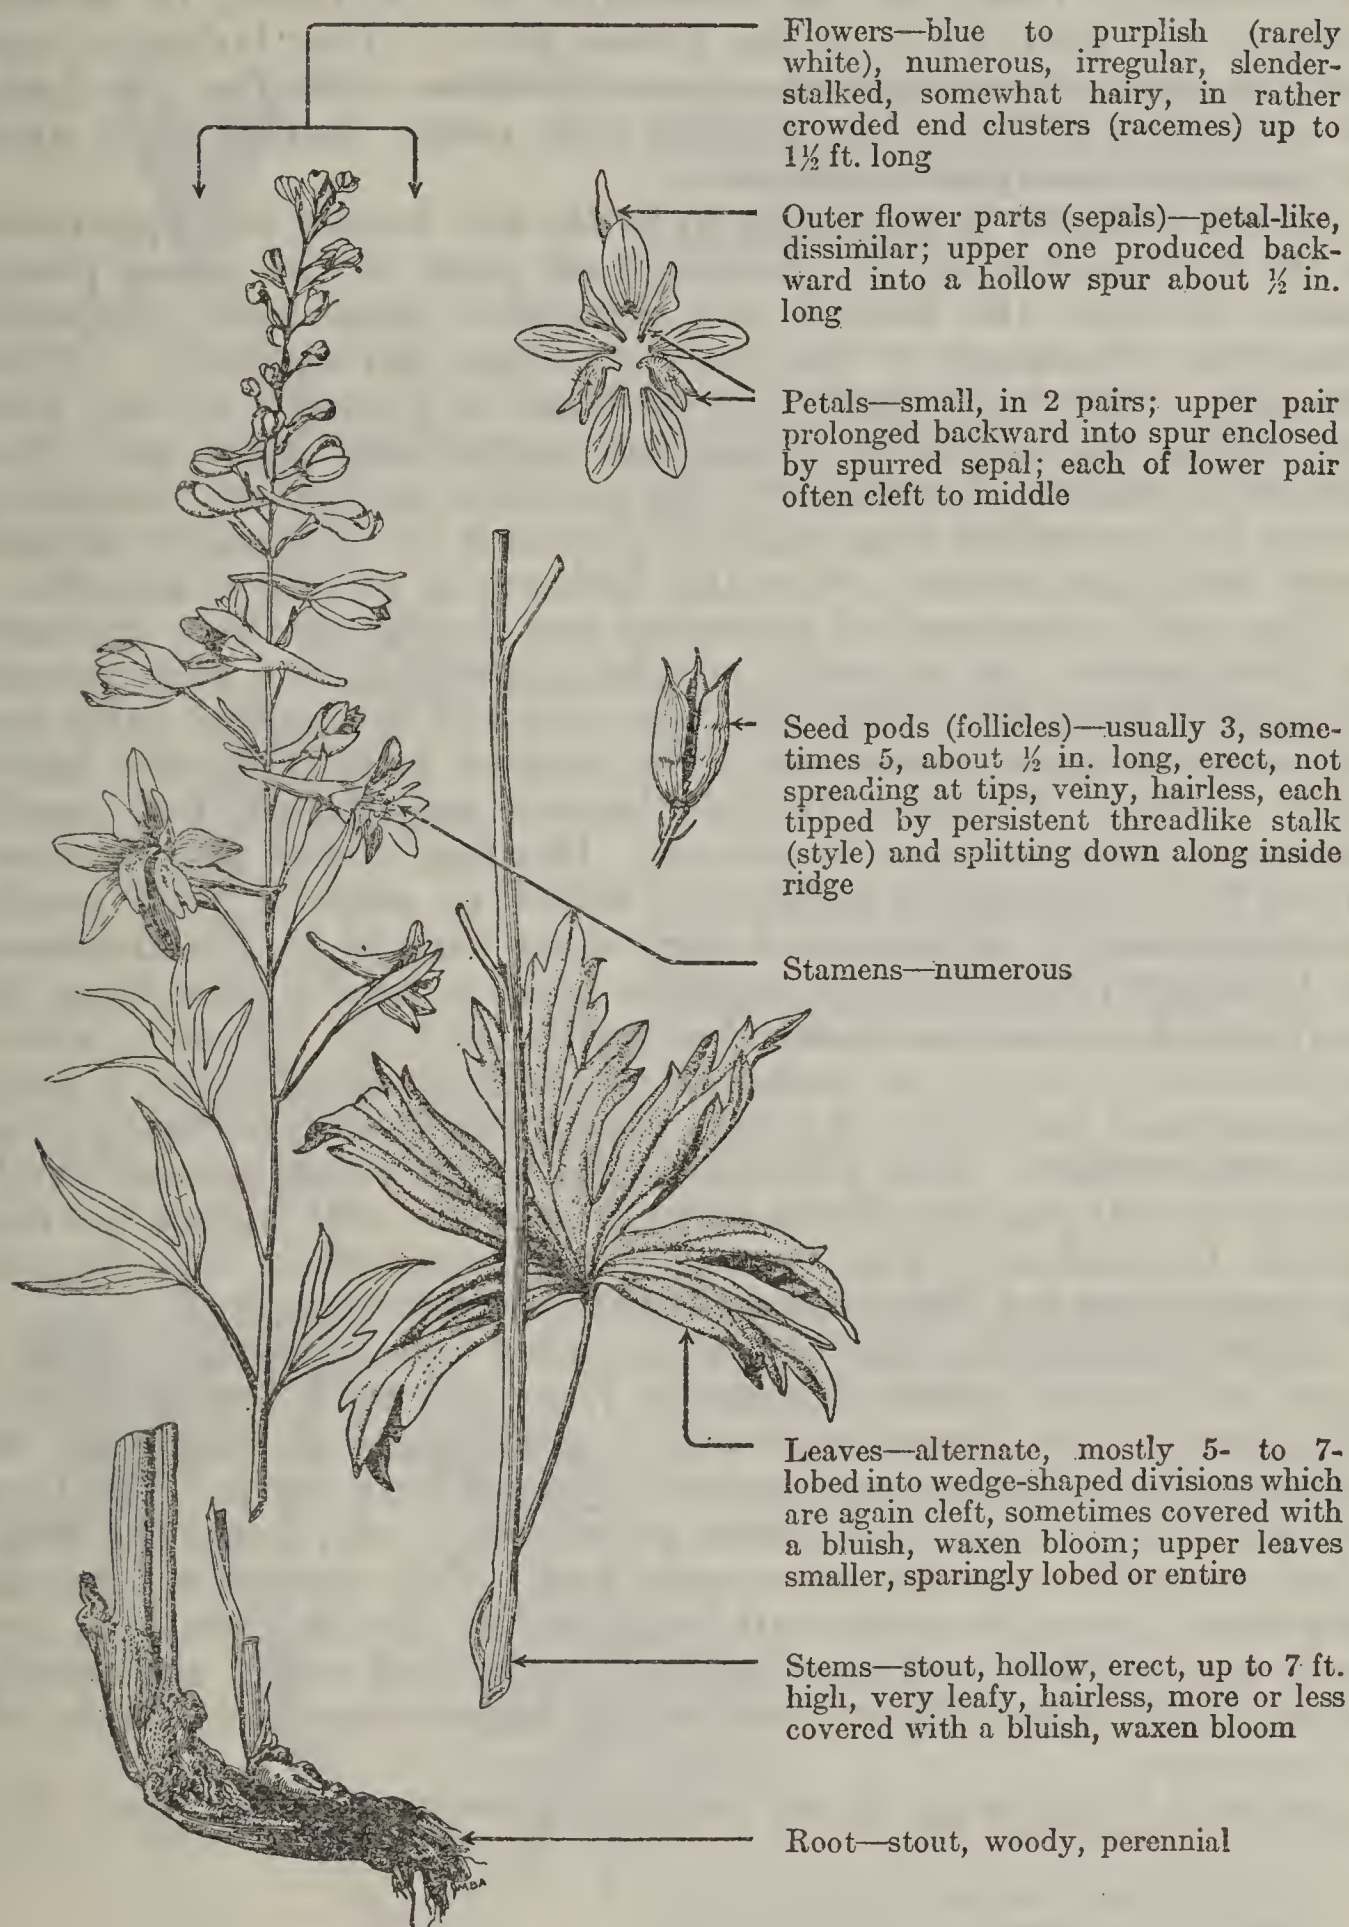 Flowers—blue to purplish (rarely
white), numerous, irregular, slender-
stalked, somewhat hairy, in rather
crowded end clusters (racemes) up to
1½ ft. long
Outer flower parts (sepals)—petal-like,
dissimilar; upper one produced back-
ward into a hollow spur about ½ in.
long
Petals—small, in 2 pairs; upper pair
prolonged backward into spur enclosed
by spurred sepal; each of lower pair
often cleft to middle
Seed pods (follicles)—usually 3, some-
times 5, about ½ in. long, erect, not
spreading at tips, veiny, hairless, each
tipped by persistent threadlike stalk
(style) and splitting down along inside
ridge
Stamens—numerous
Leaves—alternate, mostly 5- to 7-
lobed into wedge-shaped divisions which
are again cleft, sometimes covered with
a bluish, waxen bloom; upper leaves
smaller, sparingly lobed or entire
Stems—stout, hollow, erect, up to 7 ft.
high, very leafy, hairless, more or less
covered with a bluish, waxen bloom
Root—stout, woody, perennial
MBA